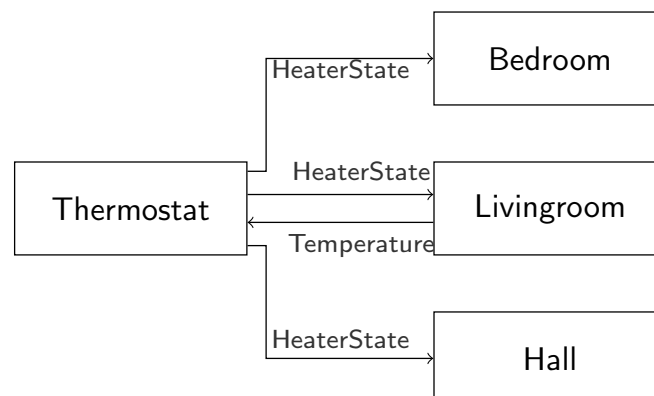 Bedroom
HeaterState
HeaterState
Thermostat
Livingroom
Temperature
HeaterState
Hall